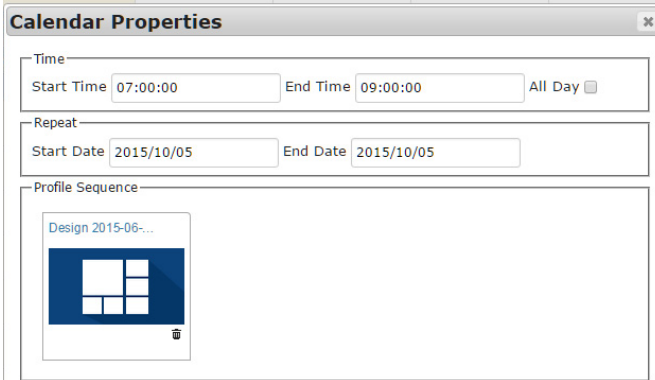 Calendar Properties
Time
Start Time 07:00:00 End Time 09:00:00 All Day
Repeat
Start Date 2015/10/05 End Date 2015/10/05
Profile Sequence
Design 2015-06-...